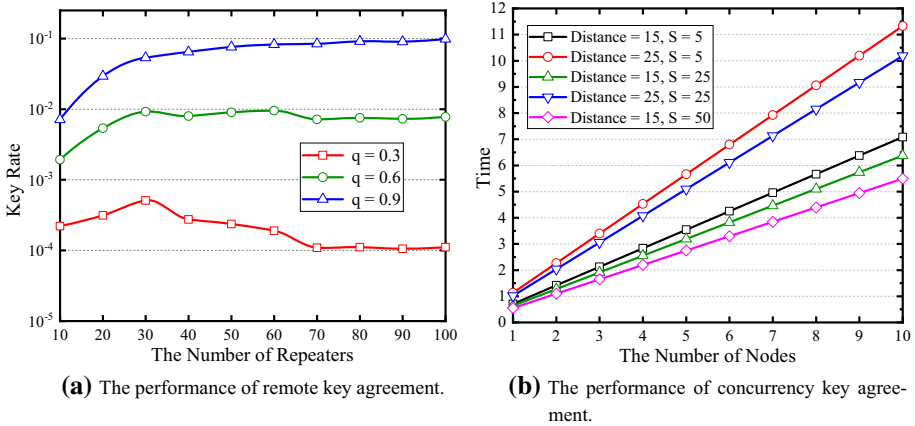 10-1
10-2
10-3
10-4
10-5
Key Rate
q = 0.3
q = 0.6
q = 0.9
10 20 30 40 50 60 70 80 90 100
The Number of Repeaters
(a) The performance of remote key agreement.
12
11
10
9
8
7
6
5
4
3
2
1
0
Time
Distance = 15, S = 5
Distance = 25, S = 5
Distance = 15, S = 25
Distance = 25, S = 25
Distance = 15, S = 50
1 2 3 4 5 6 7 8 9 10
The Number of Nodes
(b) The performance of concurrency key agree-
ment.